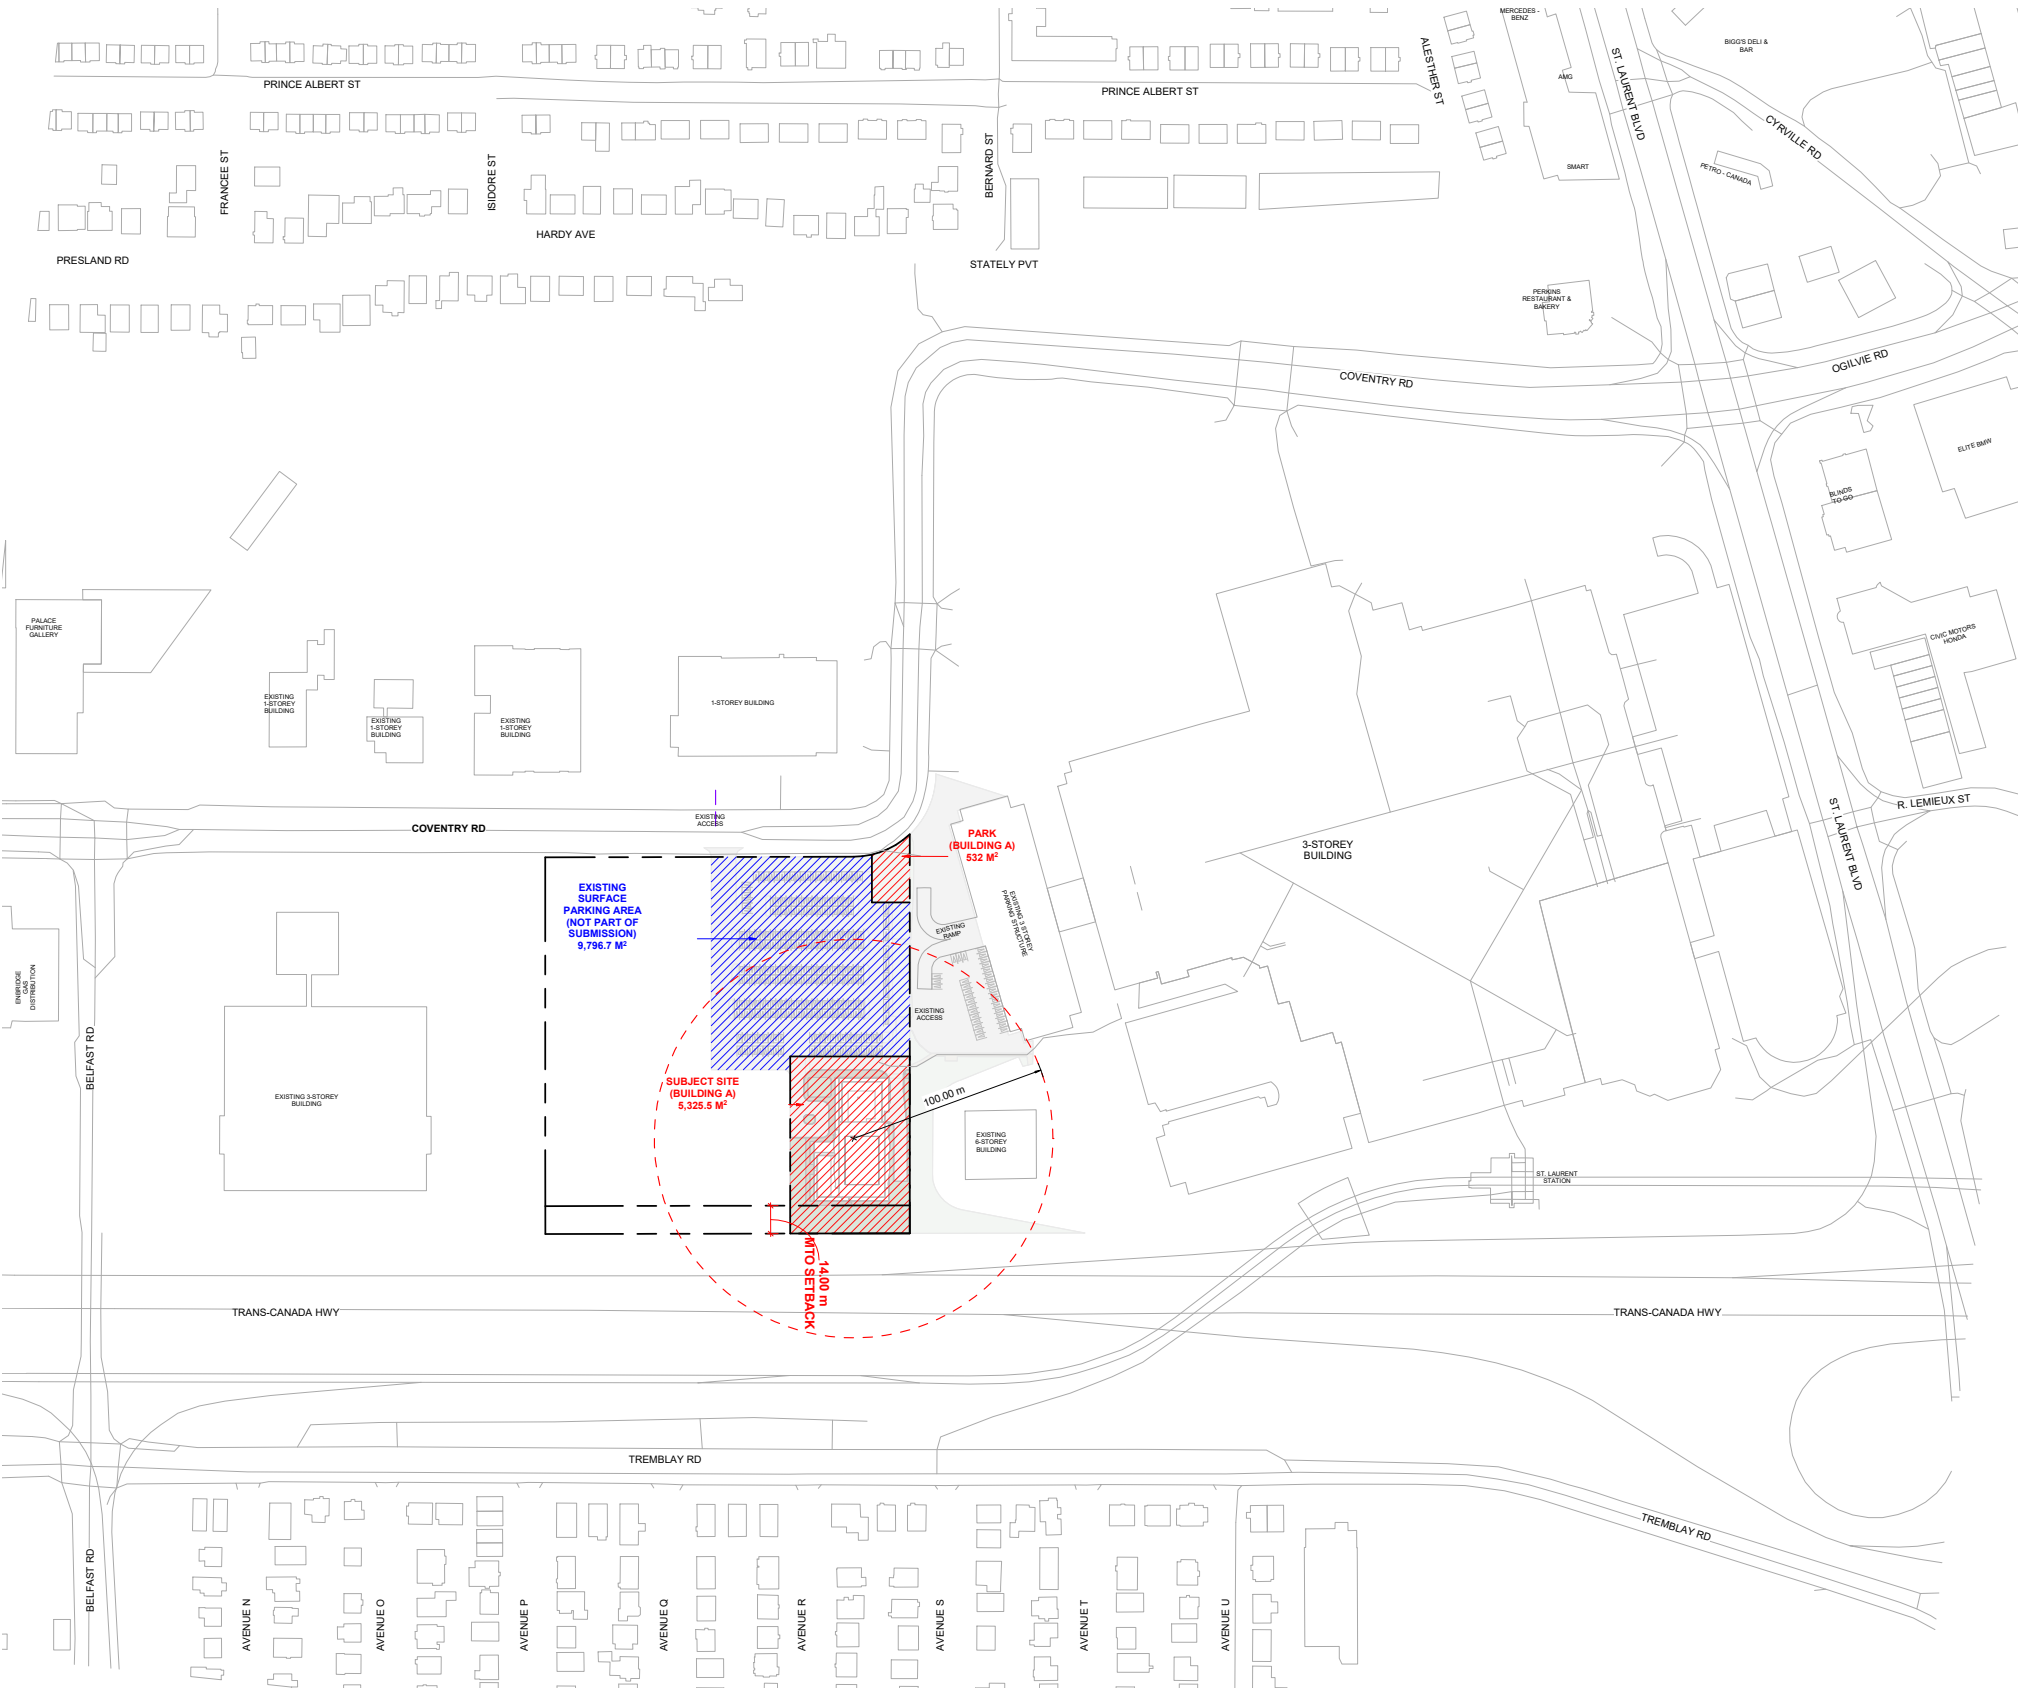 MERCEDES -
BENZ
BIGG'S DELI &
BAR
ALESTHER ST
ST. LAURENT BLVD
AMG
PRINCE ALBERT ST
PRINCE ALBERT ST
CYRVILLE RD
FRANCEE ST
ISIDORE ST
BERNARD ST
SMART
PETRO - CANADA
HARDY AVE
PRESLAND RD
STATELY PVT
PERKINS
RESTAURANT &
BAKERY
COVENTRY RD
OGILVIE RD
ELITE BMW
BLINDS
TO GO
PALACE
FURNITURE
GALLERY
CIVIC MOTORS
HONDA
EXISTING
1-STOREY
BUILDING
EXISTING
1-STOREY
BUILDING
EXISTING
1-STOREY
BUILDING
1-STOREY BUILDING
R. LEMIEUX ST
ST. LAURENT BLVD
EXISTING
ACCESS
COVENTRY RD
PARK
(BUILDING A)
532 M²
3-STOREY
BUILDING
EXISTING
SURFACE
PARKING AREA
(NOT PART OF
SUBMISSION)
9,796.7 M²
EXISTING 3 STOREY
PARKING STRUCTURE
EXISTING
RAMP
ENBRIDGE
GAS
DISTRIBUTION
EXISTING
ACCESS
BELFAST RD
SUBJECT SITE
(BUILDING A)
5,325.5 M²
100.00 m
EXISTING 3-STOREY
BUILDING
EXISTING
6-STOREY
BUILDING
ST. LAURENT
STATION
14.00 m
MTO SETBACK
TRANS-CANADA HWY
TRANS-CANADA HWY
TREMBLAY RD
TREMBLAY RD
BELFAST RD
AVENUE N
AVENUE O
AVENUE P
AVENUE Q
AVENUE R
AVENUE S
AVENUE T
AVENUE U